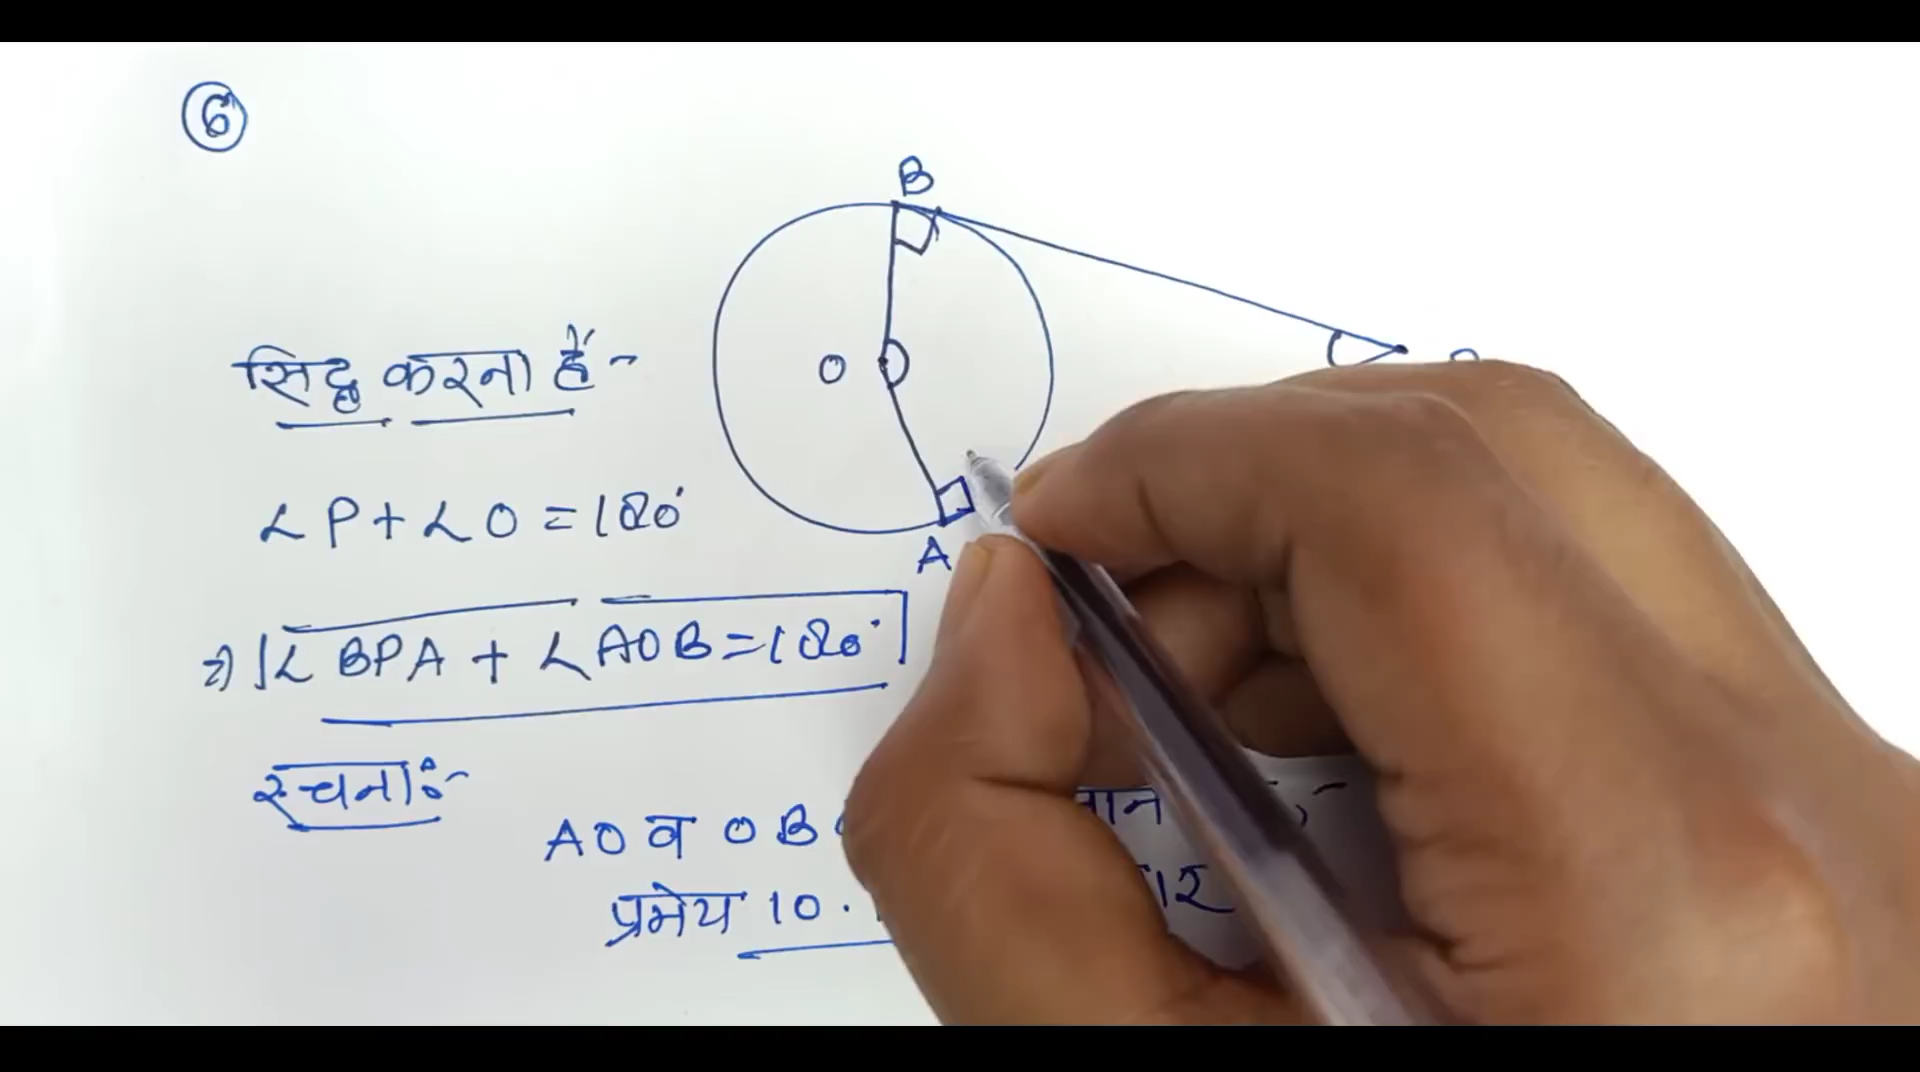 6
B
सिद्ध करना है -
O
∠P + ∠O = 180°
A
⇒ ∠BPA + ∠AOB = 180°
रचना :-
AO व OB
प्रमेय 10.